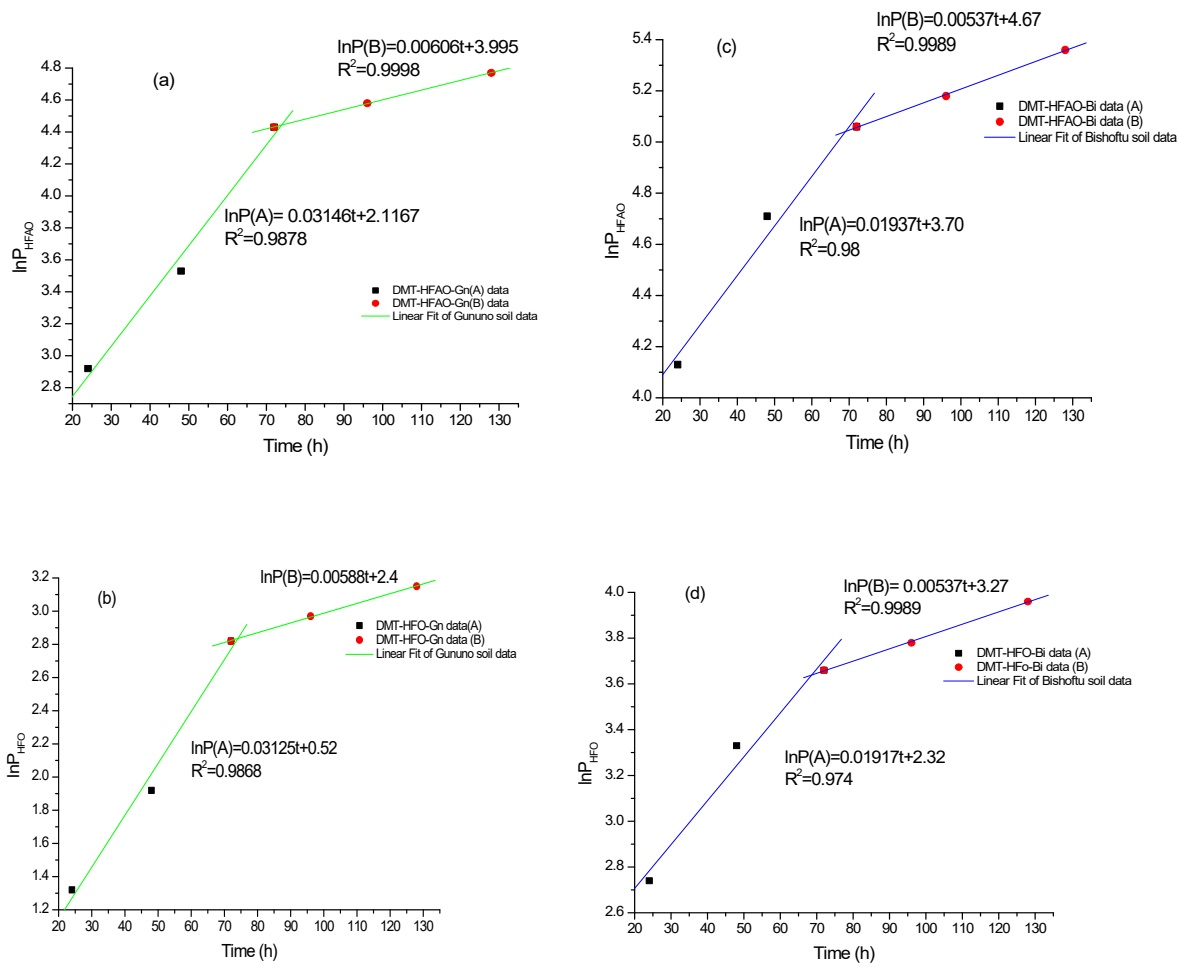 (a)
lnP(B)=0.00606t+3.995
R²=0.9998
lnP(A)= 0.03146t+2.1167
R²=0.9878
DMT-HFAO-Gn(A) data
DMT-HFAO-Gn(B) data
Linear Fit of Gununo soil data
lnP_HFAO
4.8
4.6
4.4
4.2
4.0
3.8
3.6
3.4
3.2
3.0
2.8
20 30 40 50 60 70 80 90 100 110 120 130
Time (h)
(c)
lnP(B)=0.00537t+4.67
R²=0.9989
DMT-HFAO-Bi data (A)
DMT-HFAO-Bi data (B)
Linear Fit of Bishoftu soil data
lnP(A)=0.01937t+3.70
R²=0.98
lnP_HFAO
5.4
5.2
5.0
4.8
4.6
4.4
4.2
4.0
20 30 40 50 60 70 80 90 100 110 120 130
Time (h)
(b)
lnP(B)=0.00588t+2.4
DMT-HFO-Gn data(A)
DMT-HFO-Gn data (B)
Linear Fit of Gununo soil data
lnP(A)=0.03125t+0.52
R²=0.9868
lnP_HFO
3.2
3.0
2.8
2.6
2.4
2.2
2.0
1.8
1.6
1.4
1.2
20 30 40 50 60 70 80 90 100 110 120 130
Time (h)
(d)
lnP(B)= 0.00537t+3.27
R²=0.9989
DMT-HFO-Bi data (A)
DMT-HFo-Bi data (B)
Linear Fit of Bishoftu soil data
lnP(A)=0.01917t+2.32
R²=0.974
lnP_HFO
4.0
3.8
3.6
3.4
3.2
3.0
2.8
2.6
20 30 40 50 60 70 80 90 100 110 120 130
Time (h)